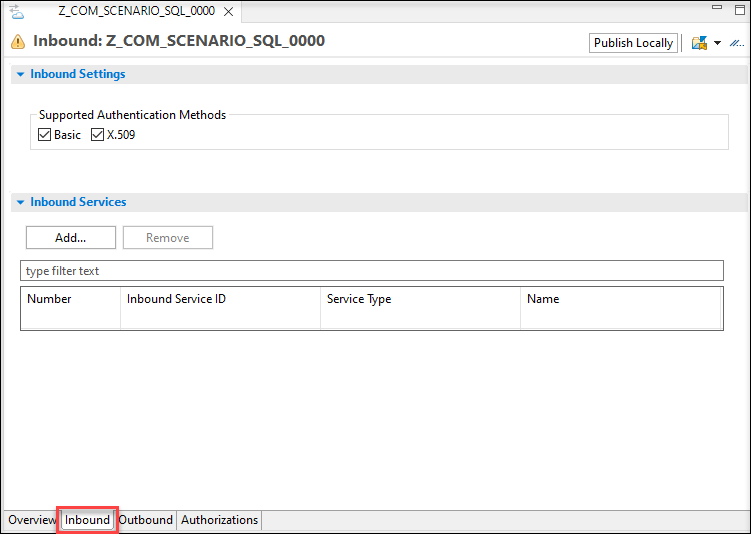 Z_COM_SCENARIO_SQL_0000
Inbound: Z_COM_SCENARIO_SQL_0000
Publish Locally
Inbound Settings
Supported Authentication Methods
Basic X.509
Inbound Services
Add... Remove
type filter text
Number Inbound Service ID Service Type Name
Overview Inbound Outbound Authorizations